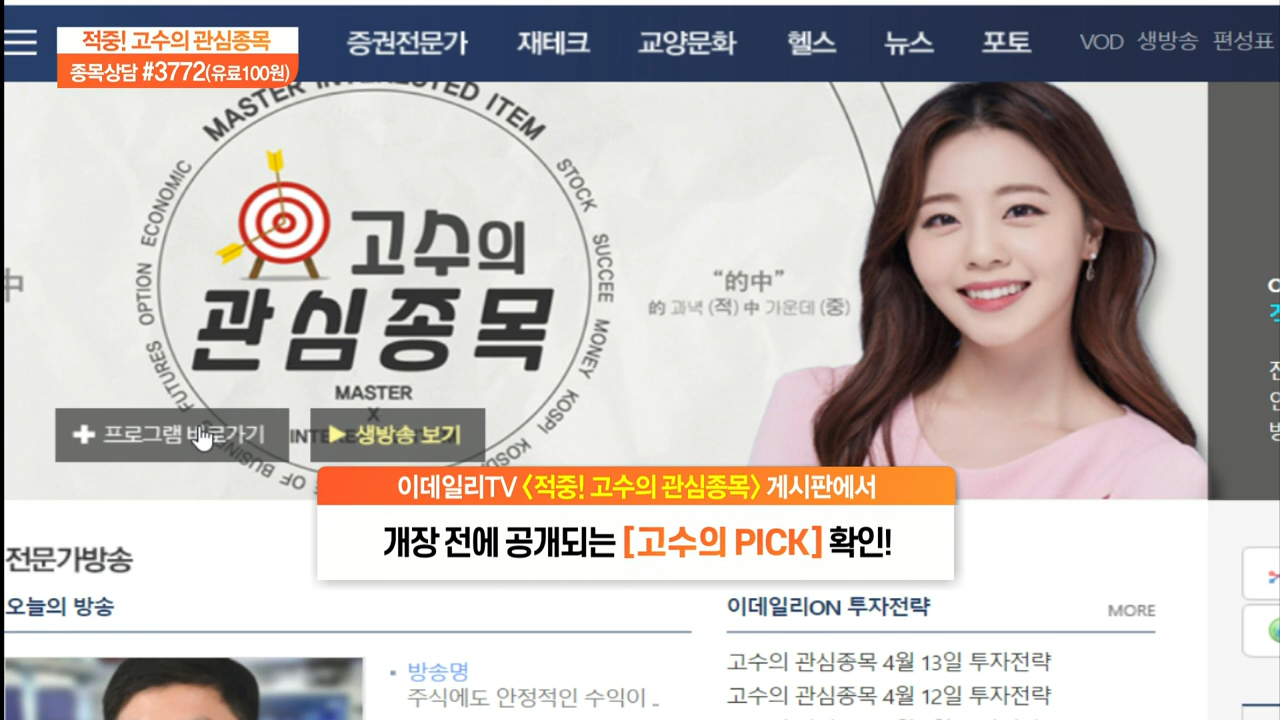 적중! 고수의 관심종목
종목상담 #3772(유료100원)
증권전문가 재테크 교양문화 헬스 뉴스 포토 VOD 생방송 편성표
MASTER INTERESTED ITEM
STOCK
SUCCEE
MONEY
KOSPI
ECONOMIC
OPTION
FUTURES
OF BUSINESS
고수의
관심종목
MASTER
X
中
“的中”
的 과녁 (적) 中 가운데 (중)
프로그램 바로가기
생방송 보기
이데일리TV 〈적중! 고수의 관심종목〉 게시판에서
개장 전에 공개되는 [고수의 PICK] 확인!
전문가방송
오늘의 방송
이데일리ON 투자전략 MORE
방송명
주식에도 안정적인 수익이 ..
고수의 관심종목 4월 13일 투자전략
고수의 관심종목 4월 12일 투자전략